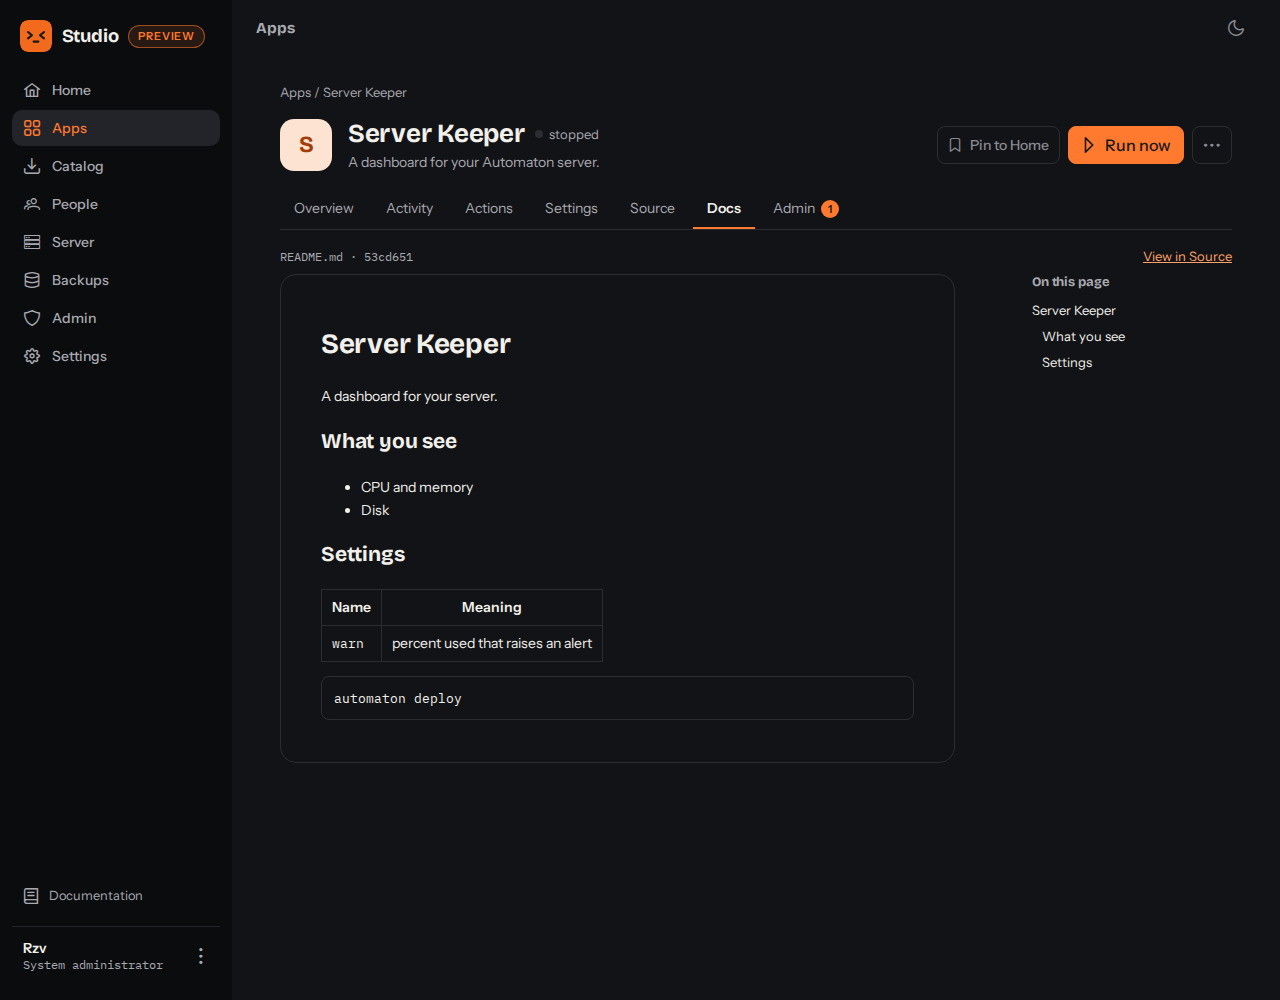 Studio PREVIEW
Home
Apps
Catalog
People
Server
Backups
Admin
Settings
Documentation
Rzv
System administrator
Apps
Apps / Server Keeper
S
Server Keeper stopped
A dashboard for your Automaton server.
Pin to Home
Run now
Overview Activity Actions Settings Source Docs Admin 1
README.md · 53cd651
View in Source
Server Keeper
A dashboard for your server.
What you see
CPU and memory
Disk
Settings
Name Meaning
warn percent used that raises an alert
automaton deploy
On this page
Server Keeper
What you see
Settings